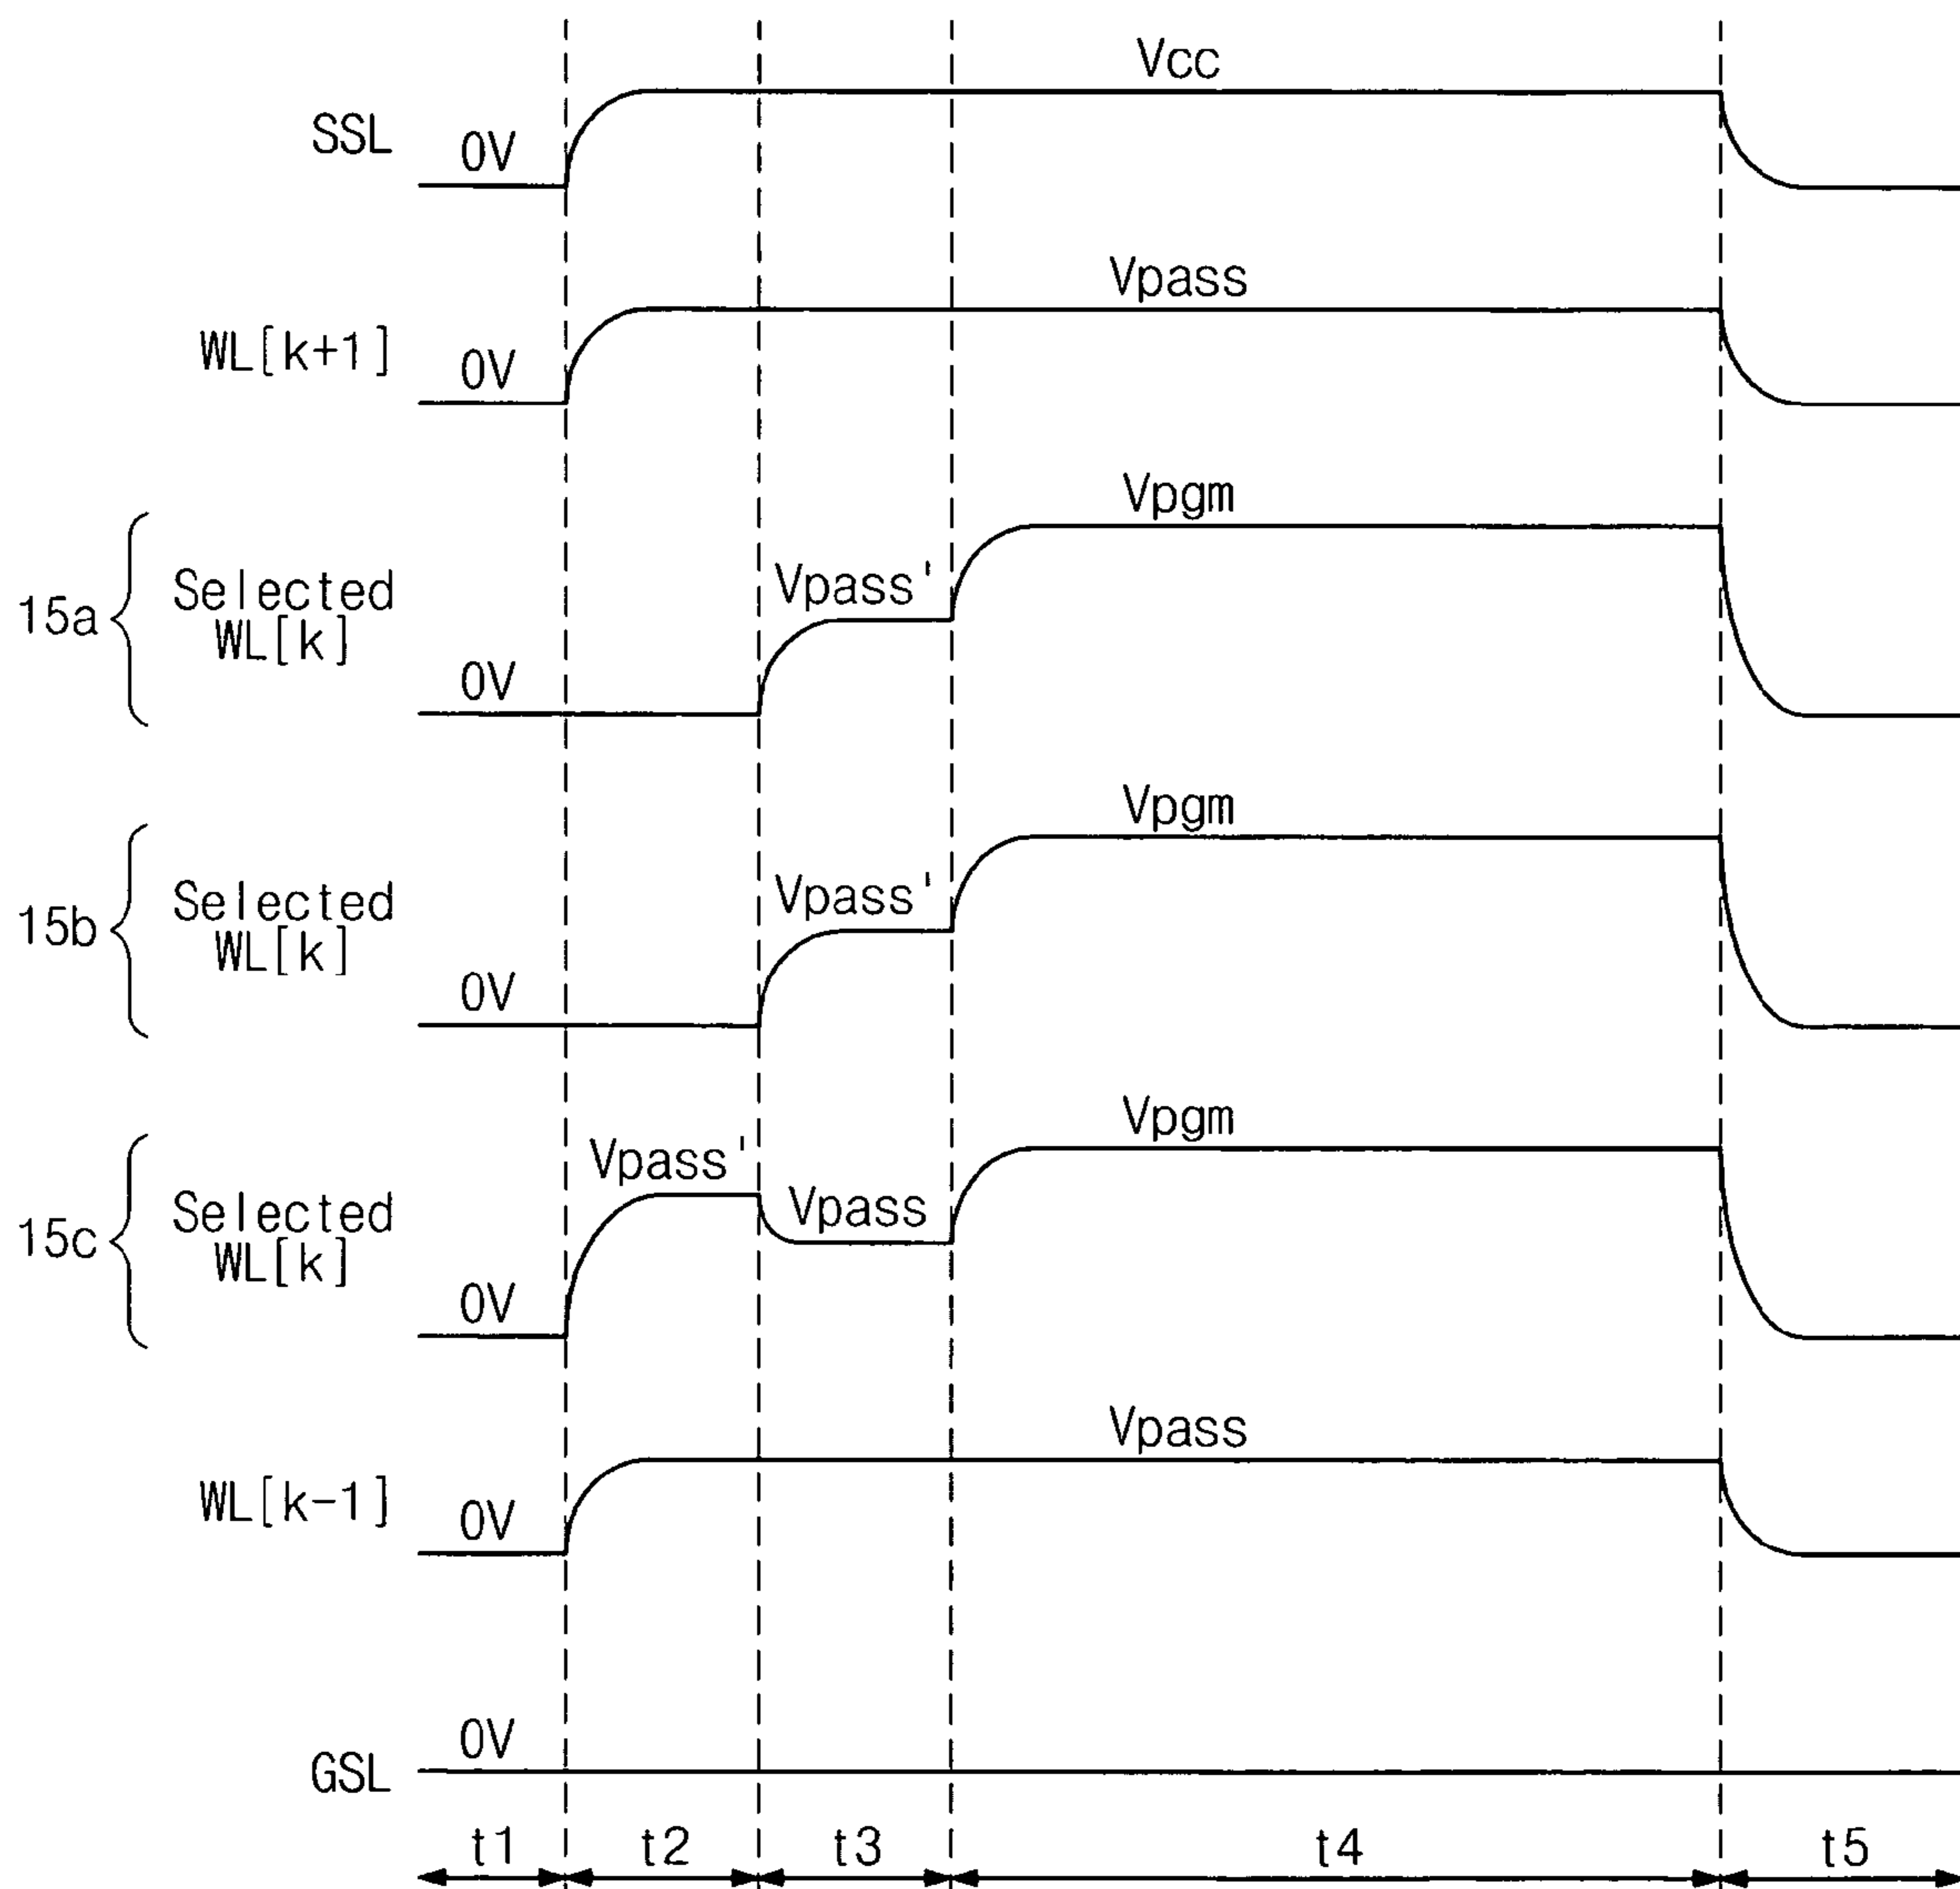 Vcc
SSL 0V
Vpass
WL[k+1] 0V
Vpgm
Vpass'
15a Selected
WL[k]
0V
Vpgm
Vpass'
15b Selected
WL[k]
0V
Vpgm
Vpass'
Vpass
15c Selected
WL[k]
0V
Vpass
WL[k-1] 0V
0V
GSL
t1 t2 t3 t4 t5